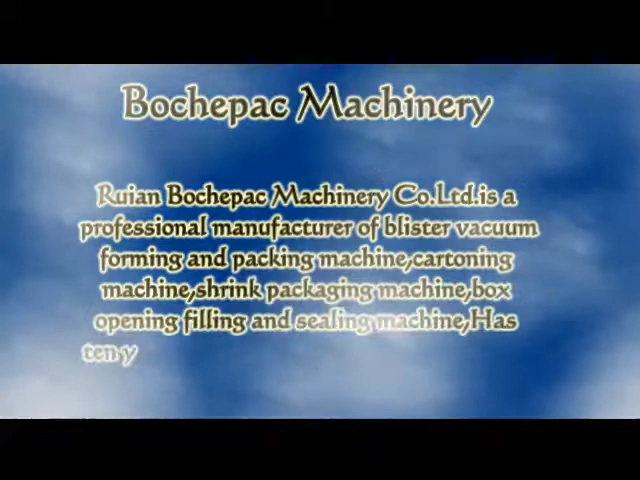 Bochepac Machinery
Ruian Bochepac Machinery Co.Ltd.is a
professional manufacturer of blister vacuum
forming and packing machine,cartoning
machine,shrink packaging machine,box
opening filling and sealing machine,Has
ten y